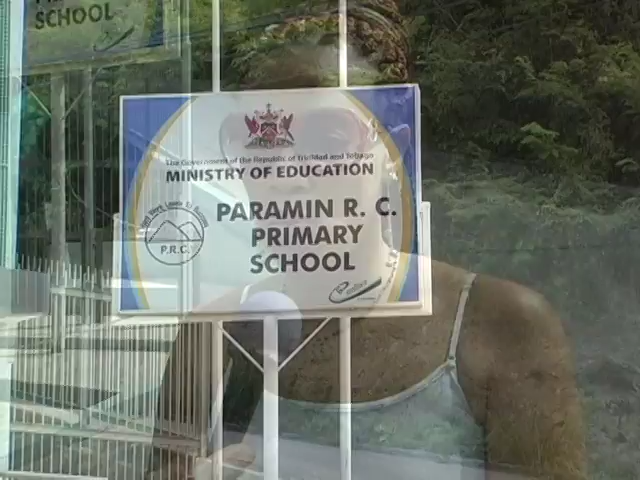 SCHOOL
The Government of the Republic of Trinidad and Tobago
MINISTRY OF EDUCATION
PARAMIN R. C.
PRIMARY
SCHOOL
P.R.C.